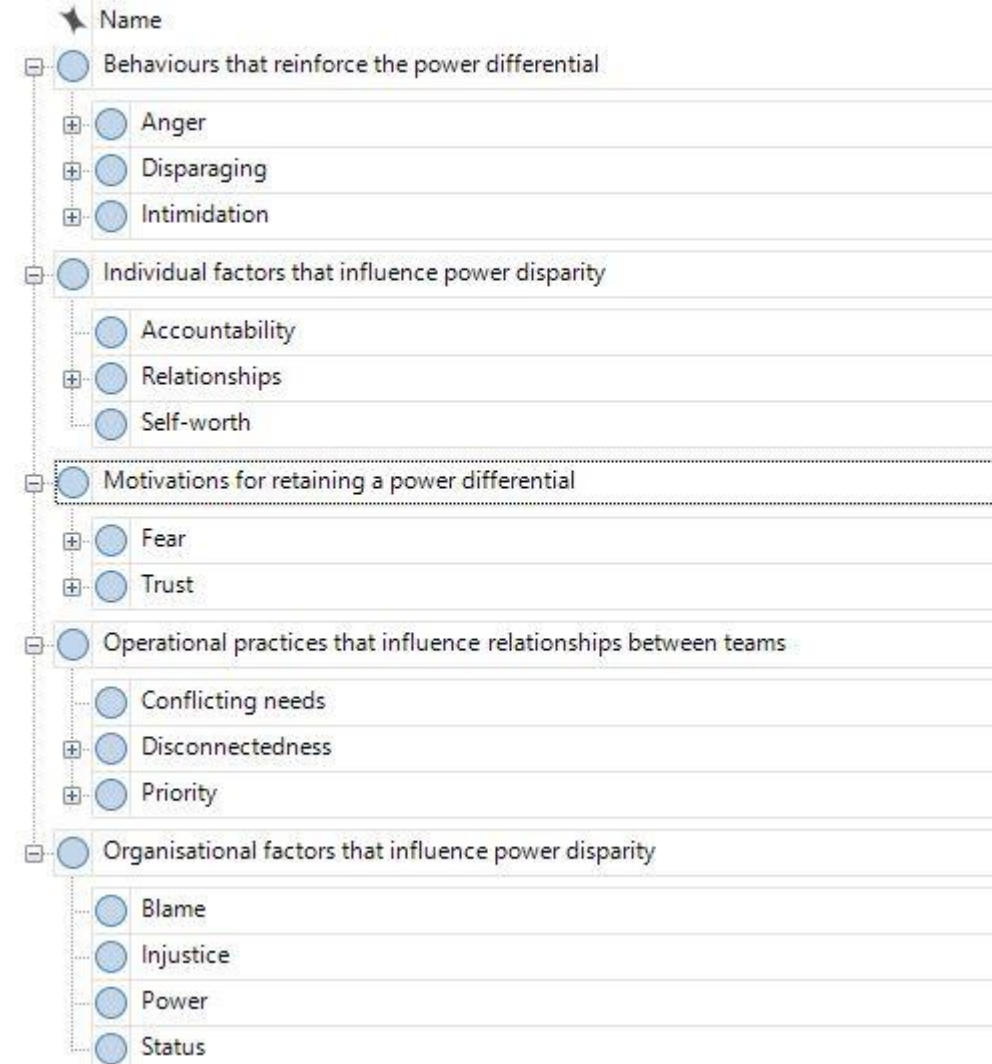 Name
Behaviours that reinforce the power differential
Anger
Disparaging
Intimidation
Individual factors that influence power disparity
Accountability
Relationships
Self-worth
Motivations for retaining a power differential
Fear
Trust
Operational practices that influence relationships between teams
Conflicting needs
Disconnectedness
Priority
Organisational factors that influence power disparity
Blame
Injustice
Power
Status